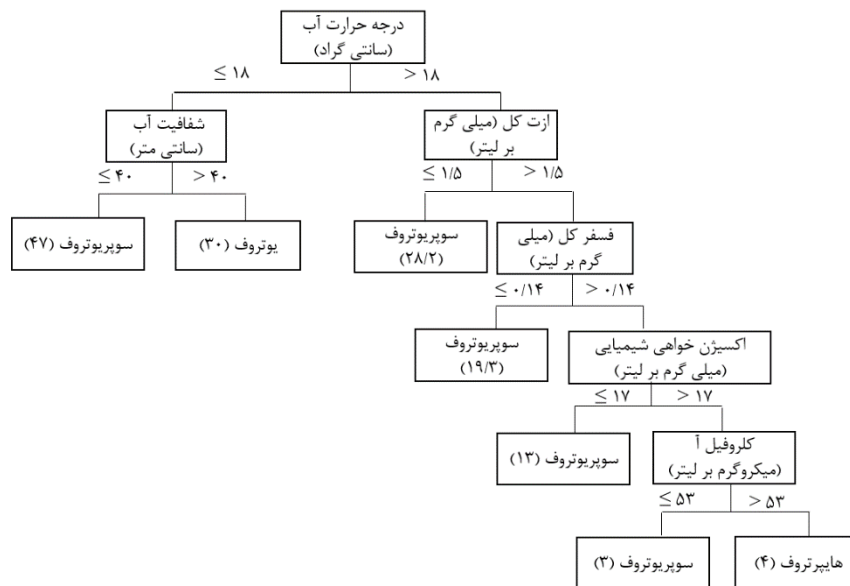 درجه حرارت آب
(سانتی گراد)
≤ ۱۸
> ۱۸
شفافیت آب
(سانتی متر)
ازت کل (میلی گرم
بر لیتر)
≤ ۴۰
> ۴۰
≤ ۱/۵
> ۱/۵
سوپریوتروف (۴۷)
یوتروف (۳۰)
سوپریوتروف
(۲۸/۲)
فسفر کل (میلی
گرم بر لیتر)
≤ ۰/۱۴
> ۰/۱۴
سوپریوتروف
(۱۹/۳)
اکسیژن خواهی شیمیایی
(میلی گرم بر لیتر)
≤ ۱۷
> ۱۷
سوپریوتروف (۱۳)
کلروفیل آ
(میکروگرم بر لیتر)
≤ ۵۳
> ۵۳
سوپریوتروف (۳)
هایپرتروف (۴)